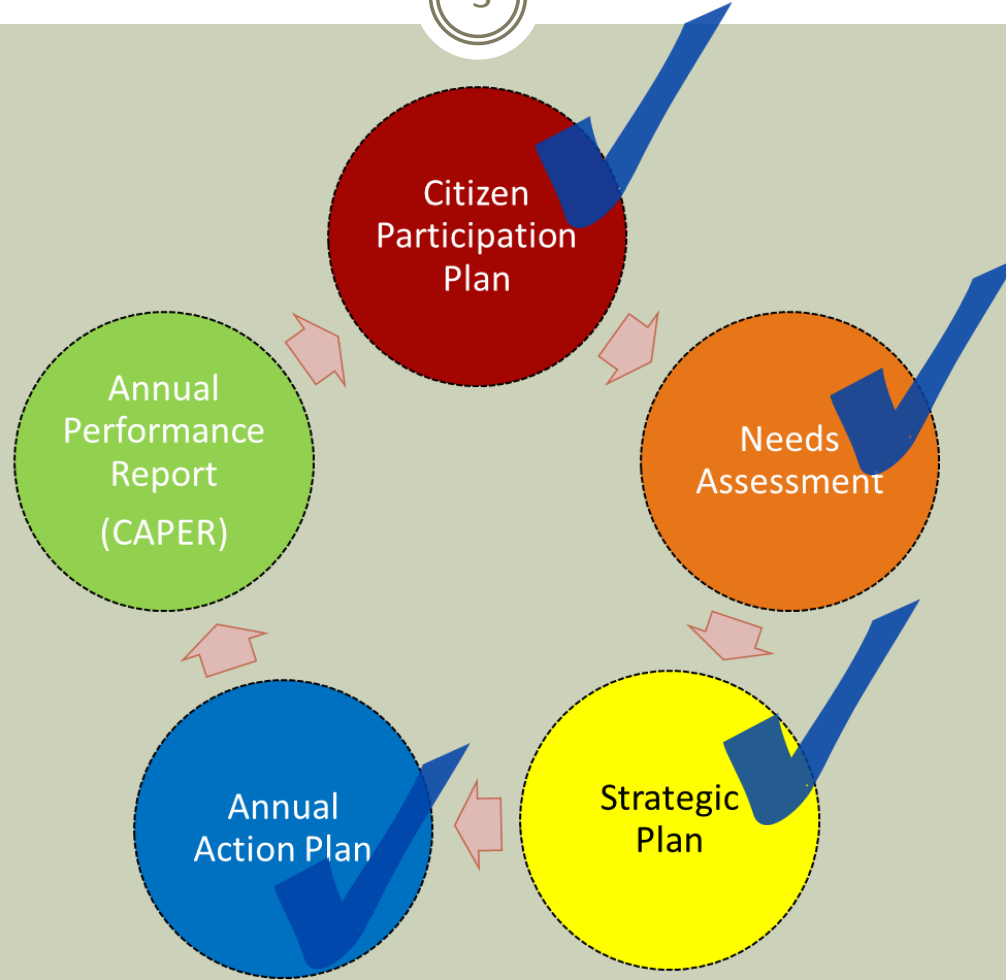 Citizen
Participation
Plan
Needs
Assessment
Strategic
Plan
Annual
Action Plan
Annual
Performance
Report
(CAPER)